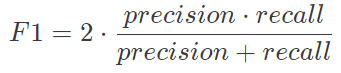 F1 = 2 · precision · recall / precision + recall